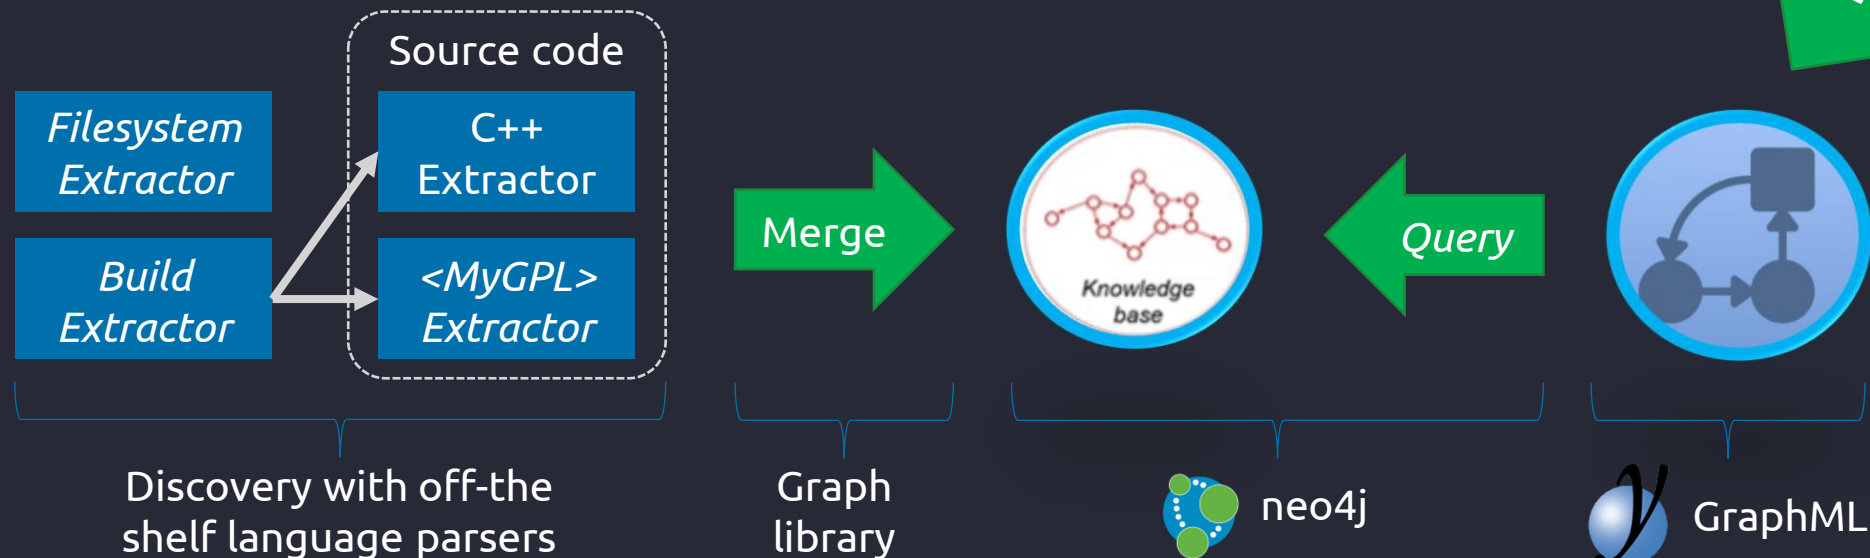 Source code
Filesystem
Extractor
C++
Extractor
Build
Extractor
<MyGPL>
Extractor
Merge
Knowledge
base
Query
Discovery with off-the
shelf language parsers
Graph
library
neo4j
GraphML